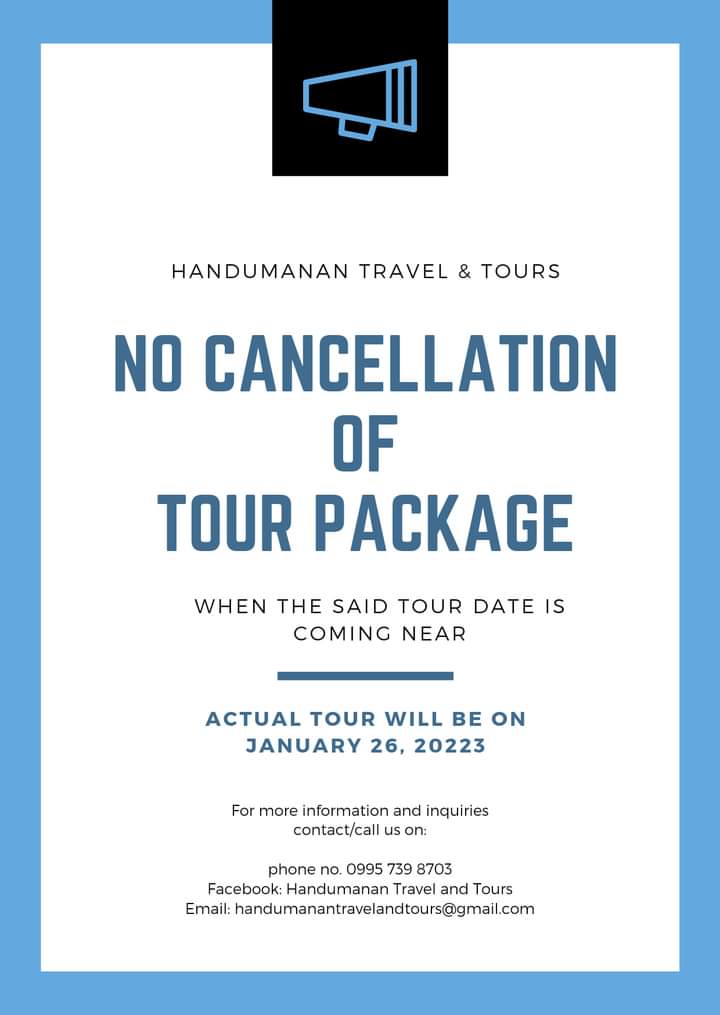 HANDUMANAN TRAVEL & TOURS
NO CANCELLATION
OF
TOUR PACKAGE
WHEN THE SAID TOUR DATE IS
COMING NEAR
ACTUAL TOUR WILL BE ON
JANUARY 26, 20223
For more information and inquiries
contact/call us on:
phone no. 0995 739 8703
Facebook: Handumanan Travel and Tours
Email: handumanantravelandtours@gmail.com